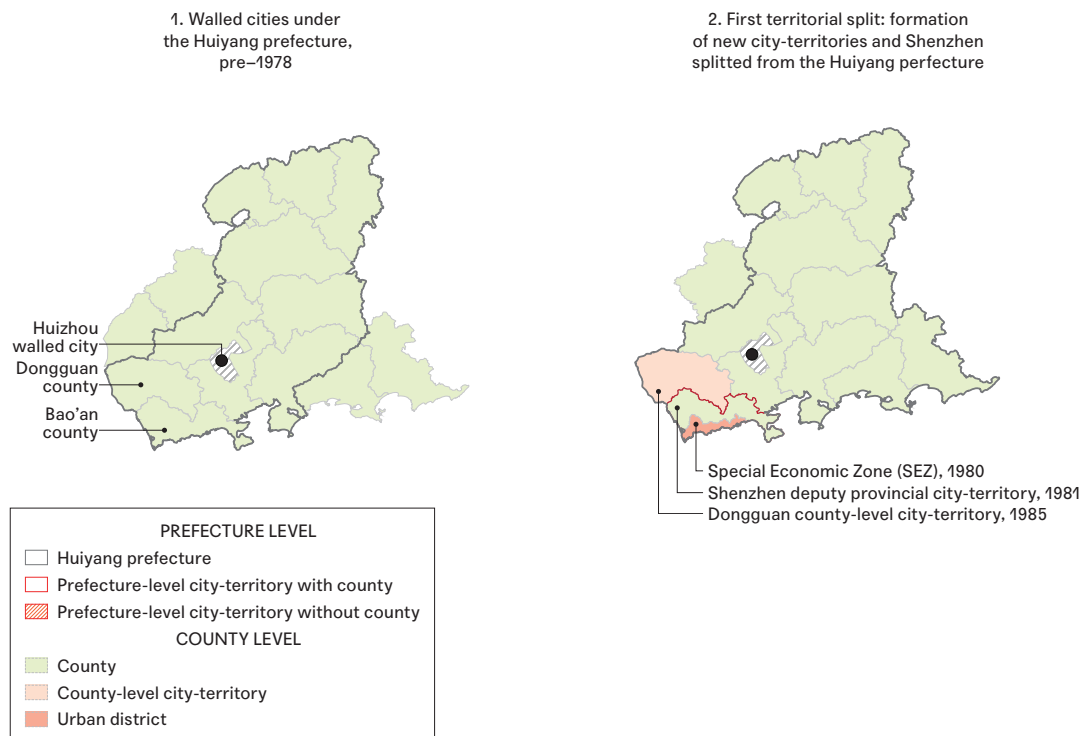 1. Walled cities under
the Huiyang prefecture,
pre–1978
2. First territorial split: formation
of new city-territories and Shenzhen
splitted from the Huiyang perfecture
Huizhou
walled city
Dongguan
county
Bao'an
county
Special Economic Zone (SEZ), 1980
Shenzhen deputy provincial city-territory, 1981
Dongguan county-level city-territory, 1985
PREFECTURE LEVEL
Huiyang prefecture
Prefecture-level city-territory with county
Prefecture-level city-territory without county
COUNTY LEVEL
County
County-level city-territory
Urban district